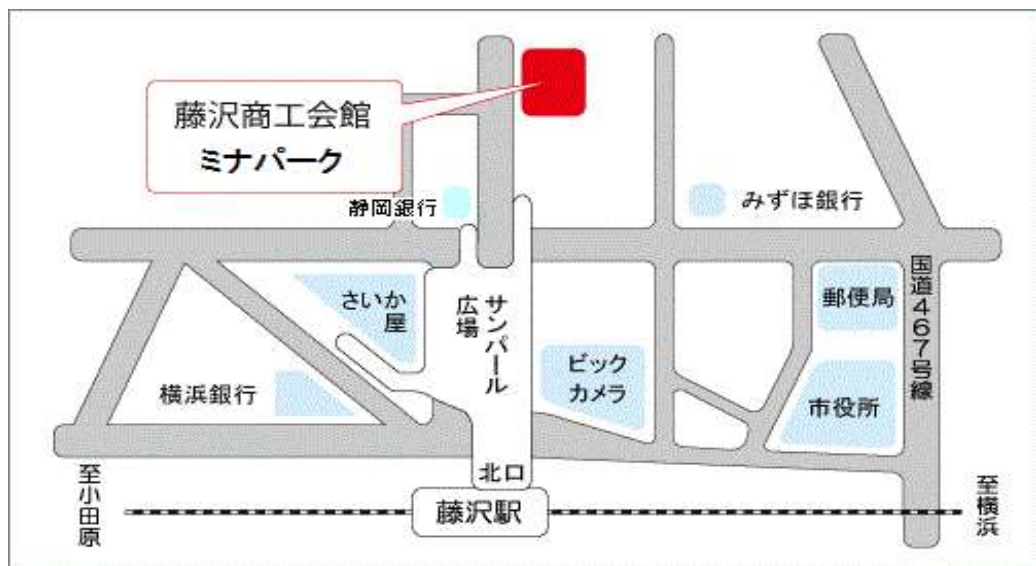 藤沢商工会館
ミナパーク
静岡銀行
みずほ銀行
さいか
屋
サンパール
広場
郵便局
国道467号線
横浜銀行
ビック
カメラ
市役所
北口
至小田原
藤沢駅
至横浜